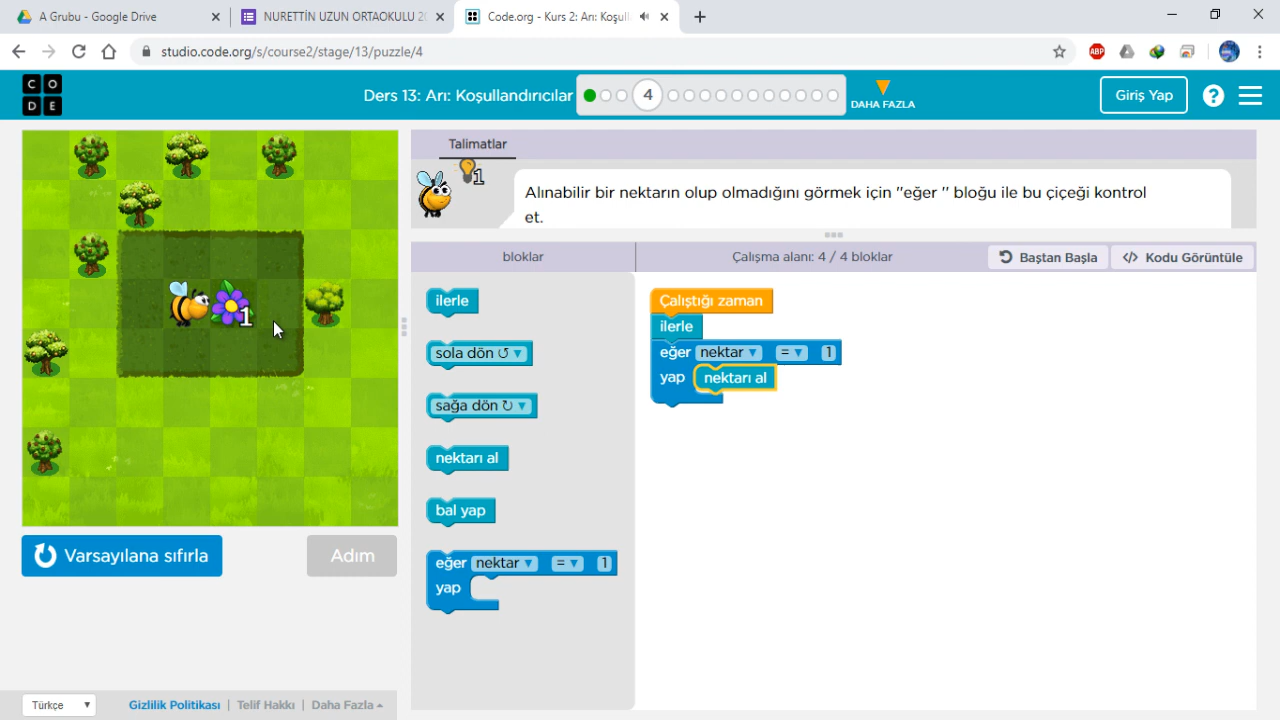 A Grubu - Google Drive
NURETTİN UZUN ORTAOKULU 20
Code.org - Kurs 2: Arı: Koşull
studio.code.org/s/course2/stage/13/puzzle/4
ABP
C O
D E
Ders 13: Arı: Koşullandırıcılar
4
DAHA FAZLA
Giriş Yap
?
Talimatlar
1
Alınabilir bir nektarın olup olmadığını görmek için "eğer " bloğu ile bu çiçeği kontrol
et.
bloklar
Çalışma alanı: 4 / 4 bloklar
Baştan Başla
</> Kodu Görüntüle
ilerle
sola dön ↺ ▼
sağa dön ↻ ▼
nektarı al
bal yap
eğer nektar ▼ = ▼ 1
yap
Çalıştığı zaman
ilerle
eğer nektar ▼ = ▼ 1
yap nektarı al
1
Varsayılana sıfırla
Adım
Türkçe ▼
Gizlilik Politikası | Telif Hakkı | Daha Fazla